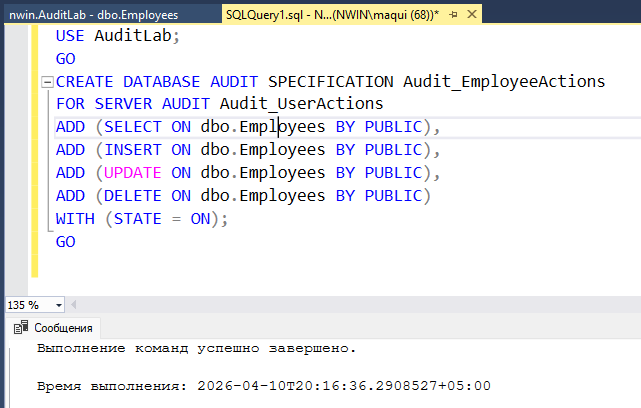 nwin.AuditLab - dbo.Employees
SQLQuery1.sql - N...(NWIN\maqui (68))*
USE AuditLab;
GO
CREATE DATABASE AUDIT SPECIFICATION Audit_EmployeeActions
FOR SERVER AUDIT Audit_UserActions
ADD (SELECT ON dbo.Employees BY PUBLIC),
ADD (INSERT ON dbo.Employees BY PUBLIC),
ADD (UPDATE ON dbo.Employees BY PUBLIC),
ADD (DELETE ON dbo.Employees BY PUBLIC)
WITH (STATE = ON);
GO
135 %
Сообщения
Выполнение команд успешно завершено.
Время выполнения: 2026-04-10T20:16:36.2908527+05:00